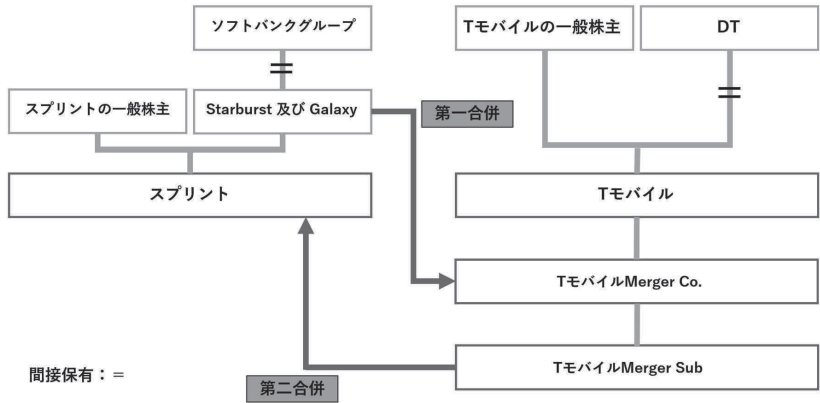 ソフトバンクグループ
Tモバイルの一般株主
DT
スプリントの一般株主
Starburst 及び Galaxy
第一合併
スプリント
Tモバイル
TモバイルMerger Co.
TモバイルMerger Sub
間接保有：=
第二合併